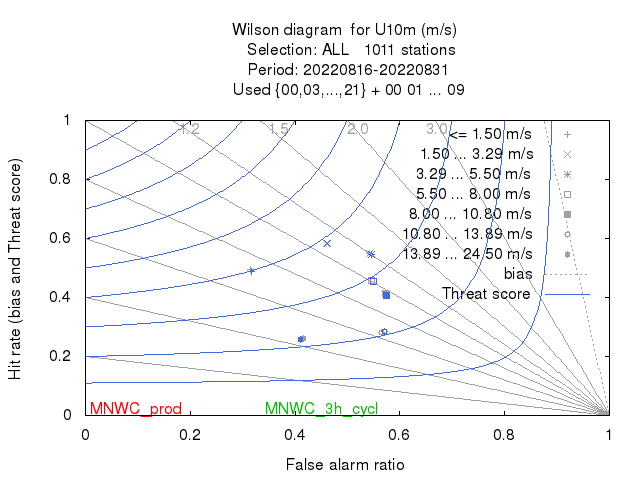 Wilson diagram for U10m (m/s)
Selection: ALL 1011 stations
Period: 20220816-20220831
Used {00,03,...,21} + 00 01 ... 09
Hit rate (bias and Threat score)
1
0.8
0.6
0.4
0.2
0
1.2 1.5 2.0 3.0
<= 1.50 m/s
1.50 ... 3.29 m/s
3.29 ... 5.50 m/s
5.50 ... 8.00 m/s
8.00 ... 10.80 m/s
10.80 ... 13.89 m/s
13.89 ... 24.50 m/s
bias
Threat score
MNWC_prod MNWC_3h_cycl
0 0.2 0.4 0.6 0.8 1
False alarm ratio